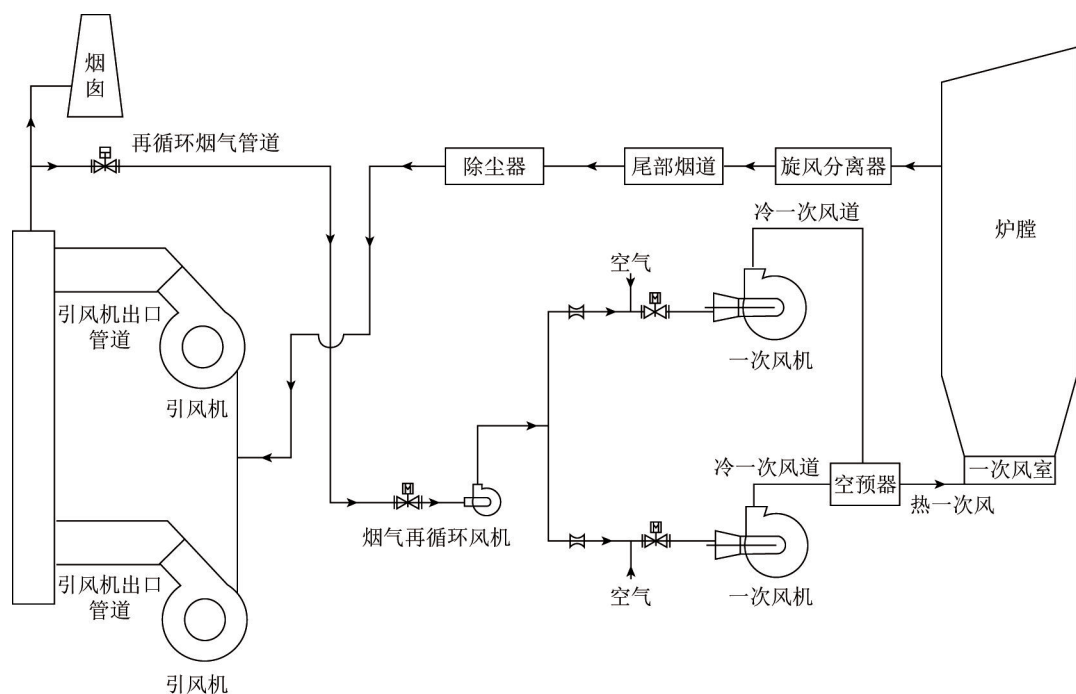 烟
囱
再循环烟气管道
除尘器
尾部烟道
旋风分离器
冷一次风道
炉膛
空气
引风机出口
管道
一次风机
引风机
冷一次风道
空预器
一次风室
热一次风
烟气再循环风机
引风机出口
管道
空气
一次风机
引风机
M
M
M